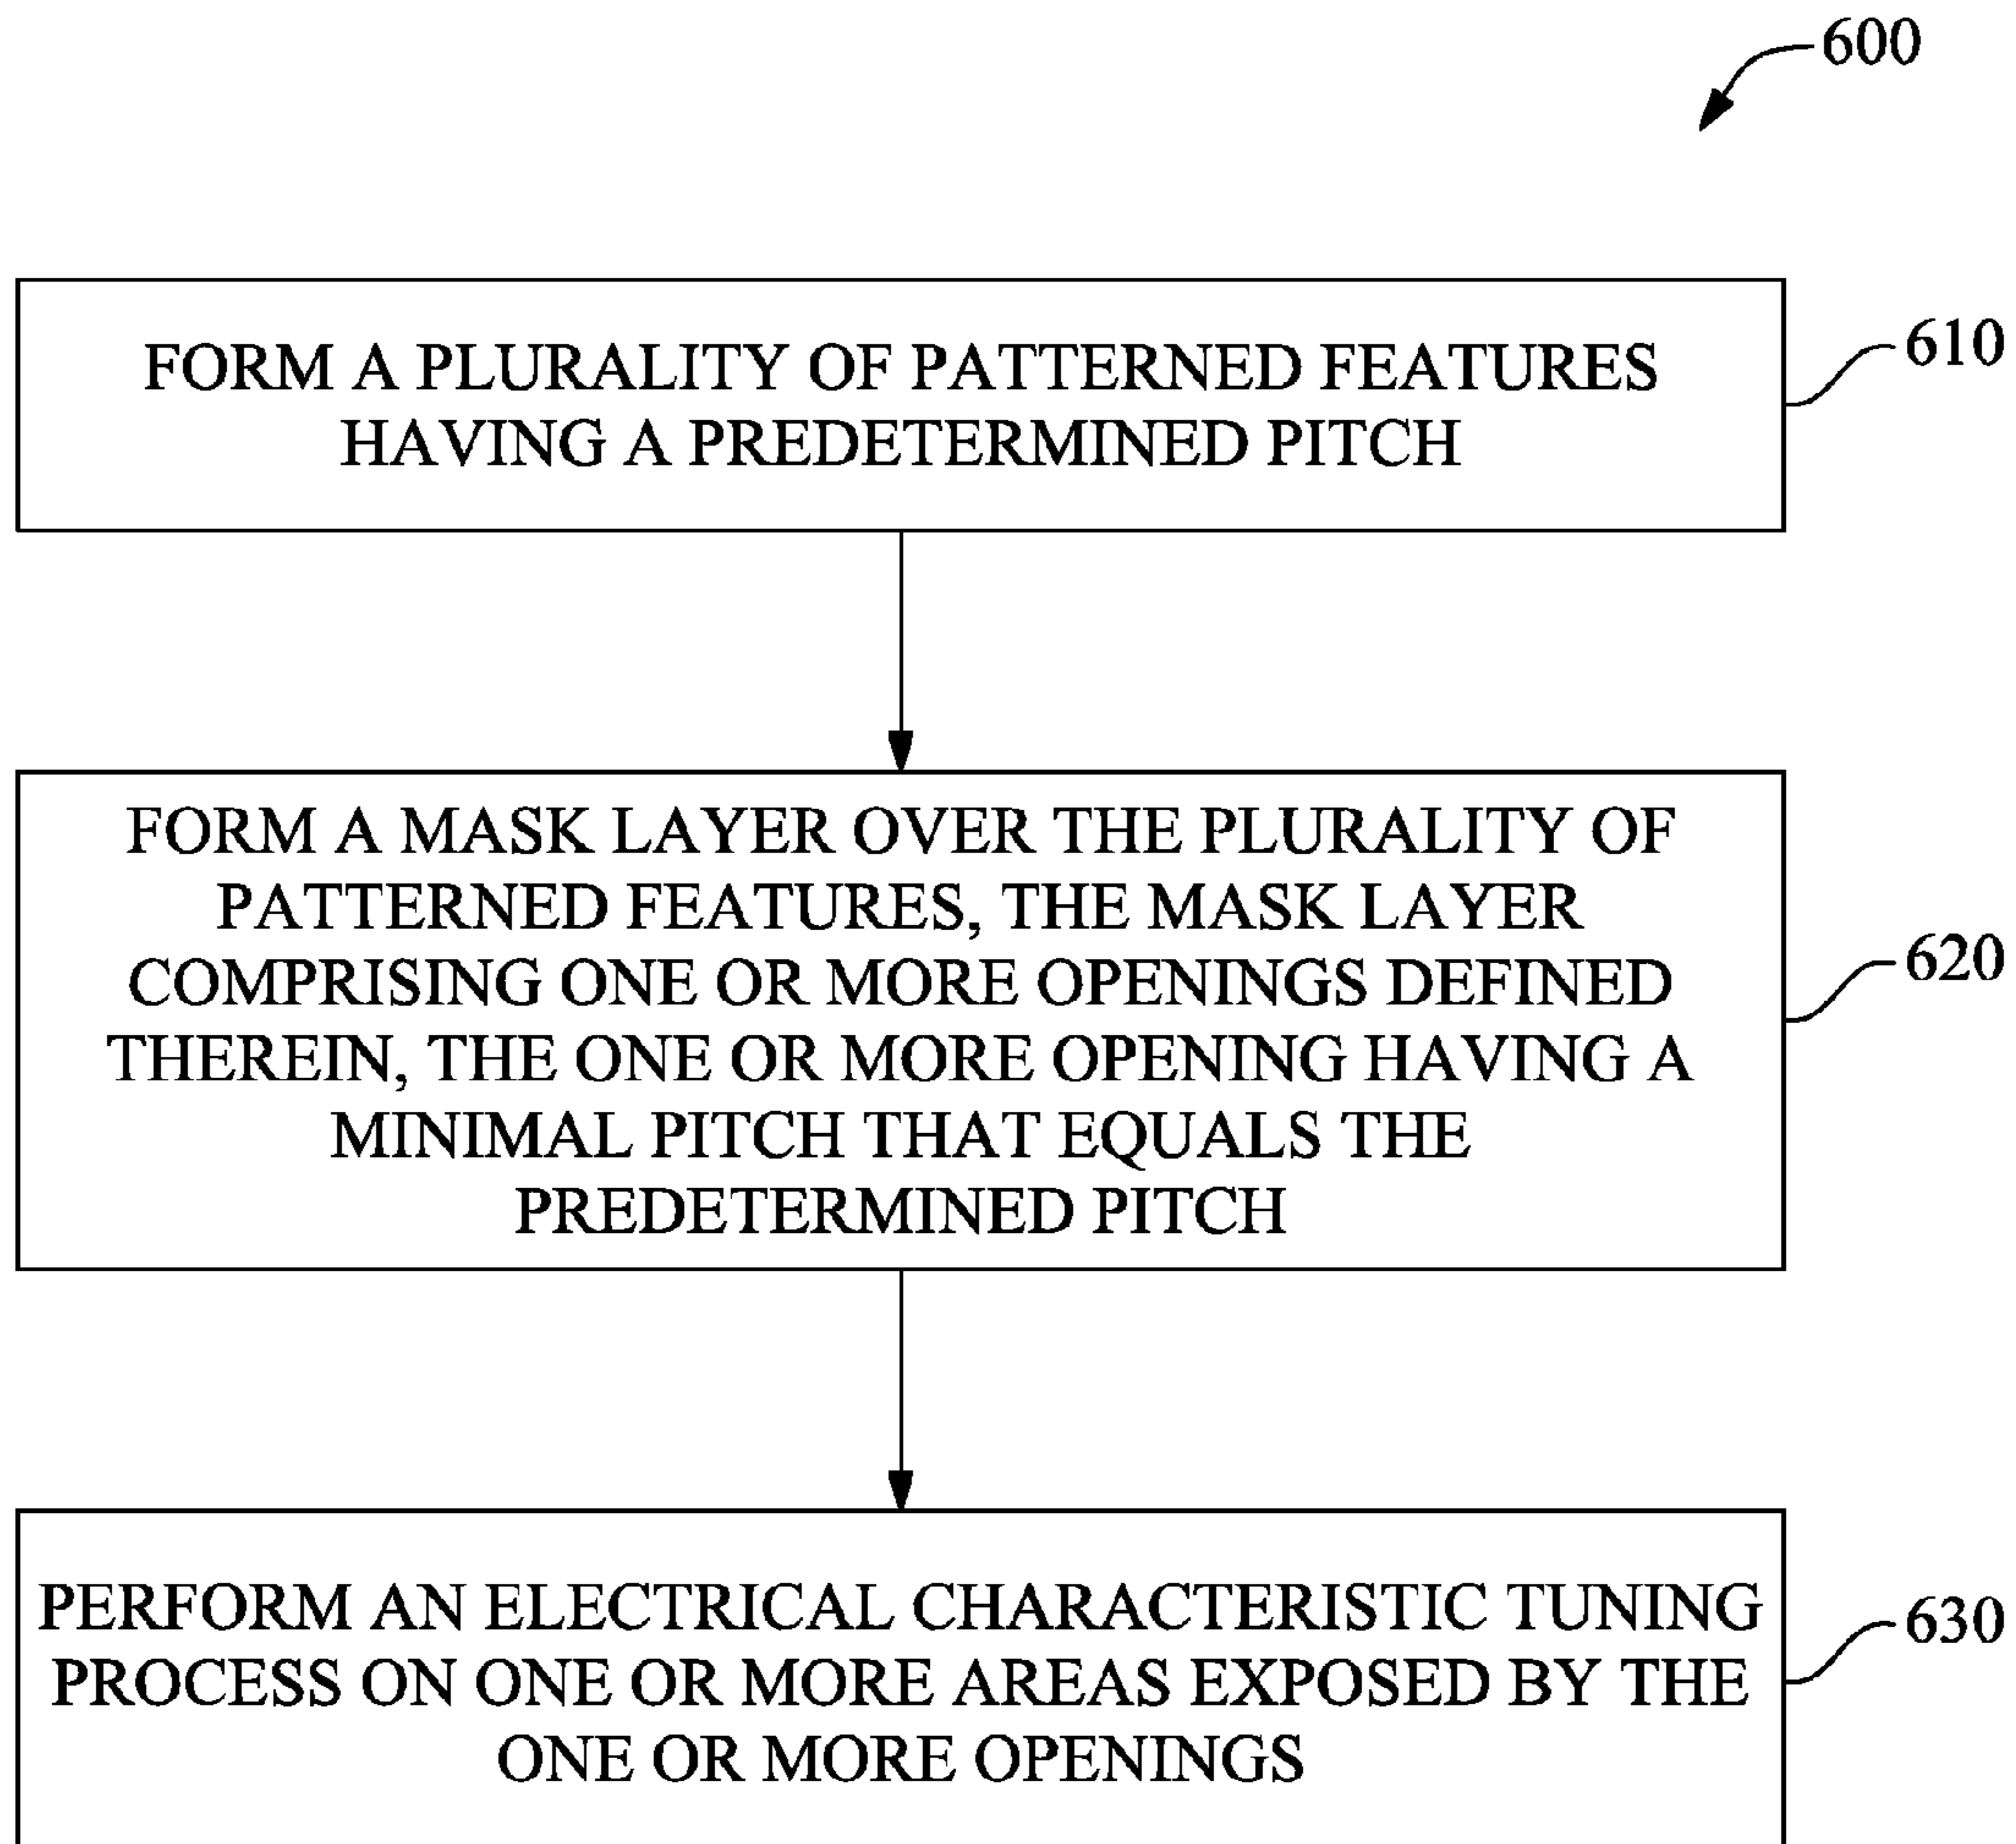 600
FORM A PLURALITY OF PATTERNED FEATURES
HAVING A PREDETERMINED PITCH
610
FORM A MASK LAYER OVER THE PLURALITY OF
PATTERNED FEATURES, THE MASK LAYER
COMPRISING ONE OR MORE OPENINGS DEFINED
THEREIN, THE ONE OR MORE OPENING HAVING A
MINIMAL PITCH THAT EQUALS THE
PREDETERMINED PITCH
620
PERFORM AN ELECTRICAL CHARACTERISTIC TUNING
PROCESS ON ONE OR MORE AREAS EXPOSED BY THE
ONE OR MORE OPENINGS
630